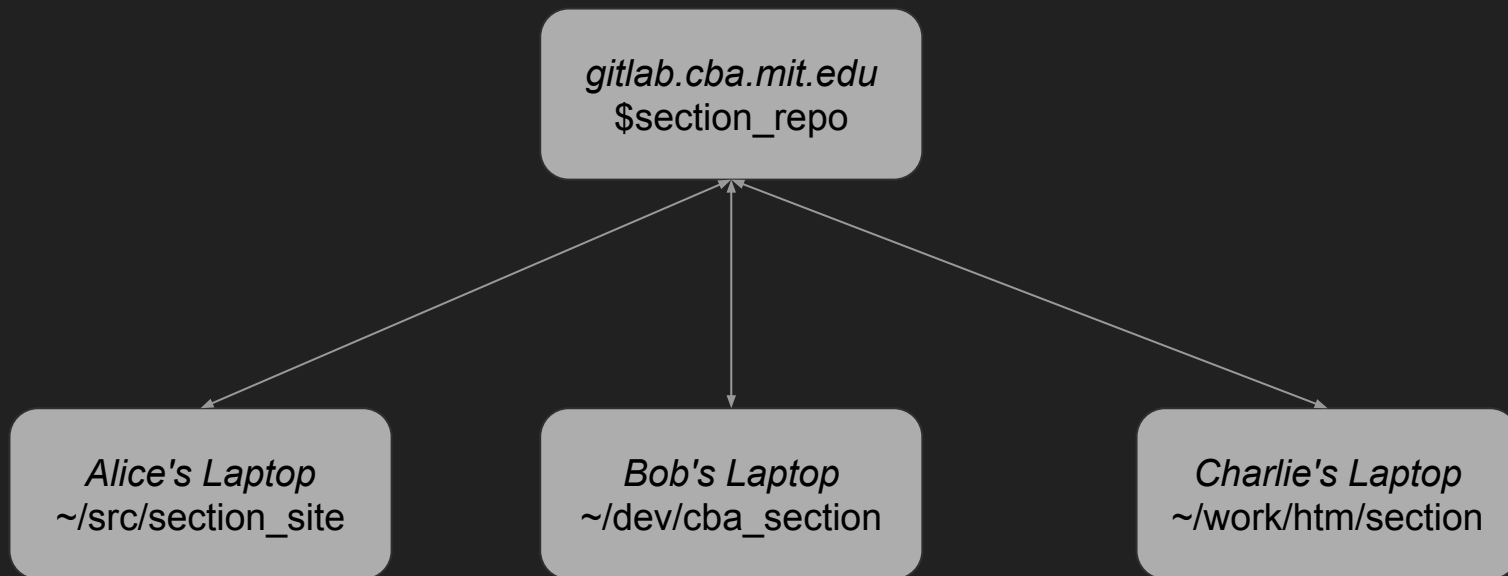 gitlab.cba.mit.edu
$section_repo
Alice's Laptop
~/src/section_site
Bob's Laptop
~/dev/cba_section
Charlie's Laptop
~/work/htm/section